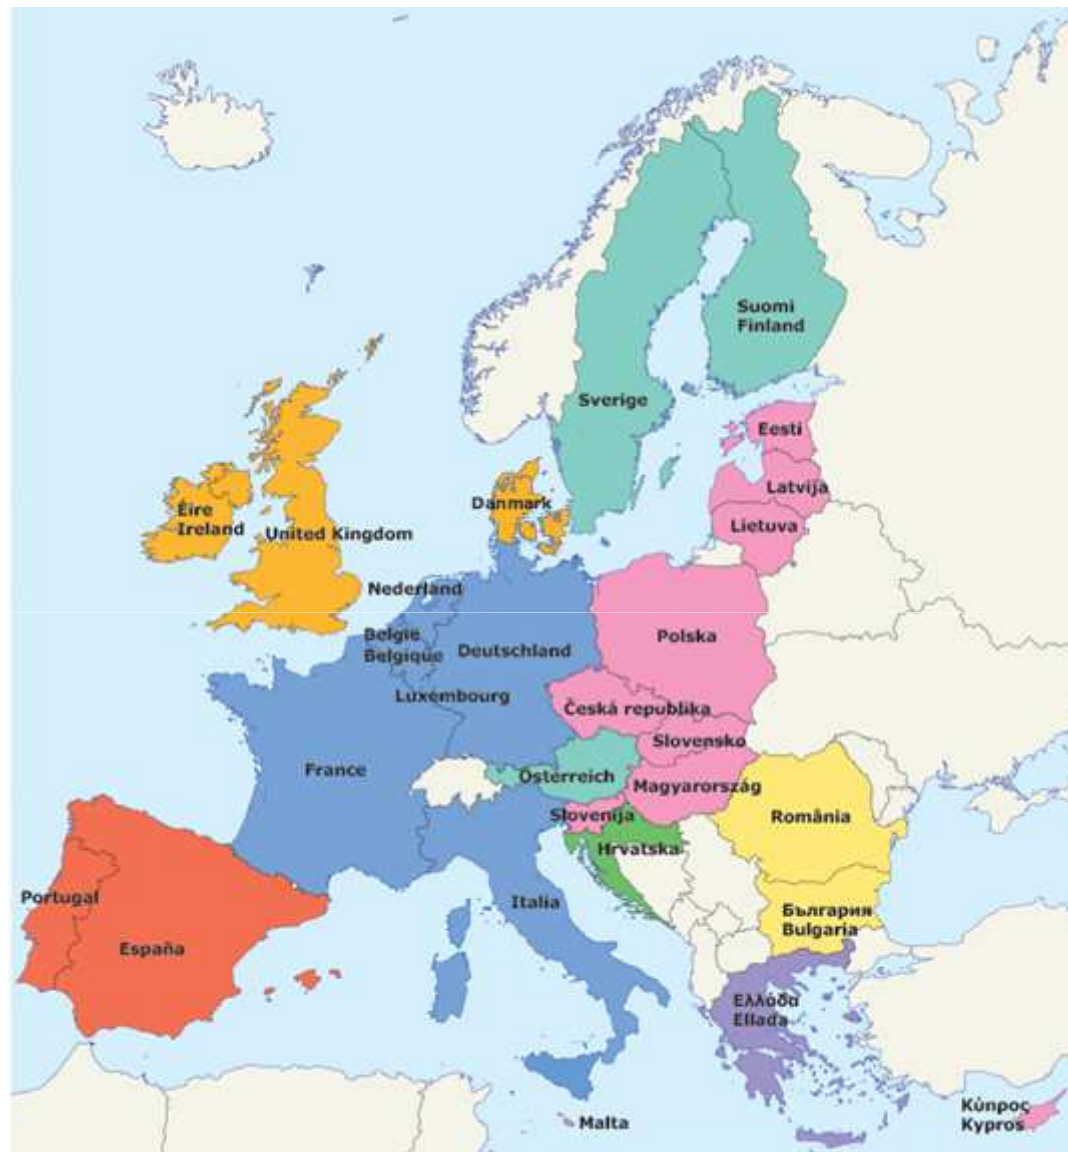 Suomi
Finland
Sverige
Eesti
Latvija
Lietuva
Danmark
Éire
Ireland
United Kingdom
Nederland
België
Belgique
Deutschland
Luxembourg
Polska
Česká republika
Slovensko
France
Österreich
Magyarország
Slovenija
Hrvatska
România
Portugal
España
Italia
България
Bulgaria
Ελλάδα
Ellada
Malta
Κύπρος
Kypros